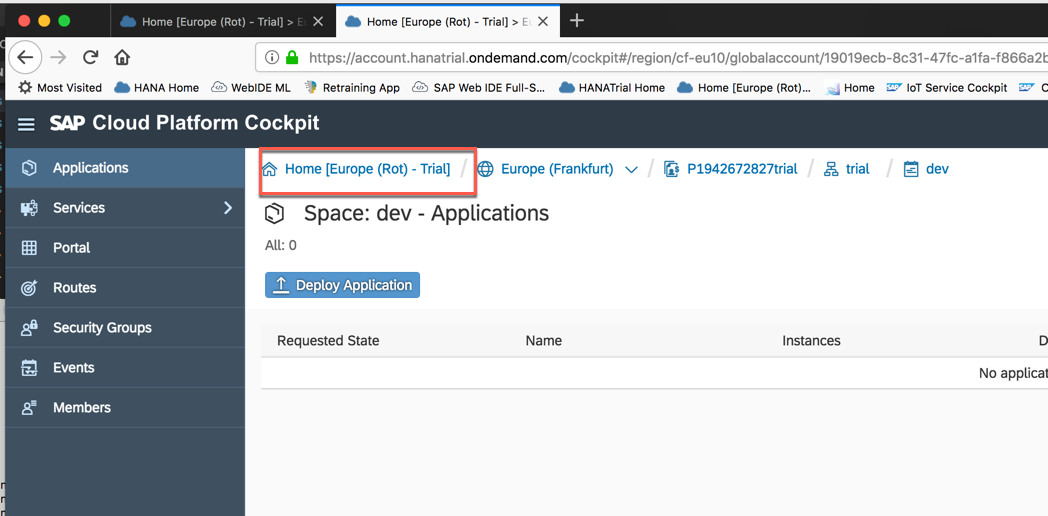 Home [Europe (Rot) - Trial] > E
Home [Europe (Rot) - Trial] > E
https://account.hanatrial.ondemand.com/cockpit#/region/cf-eu10/globalaccount/19019ecb-8c31-47fc-a1fa-f866a2b
Most Visited HANA Home WebIDE ML Retraining App SAP Web IDE Full-S... HANATrial Home Home [Europe (Rot)... Home IoT Service Cockpit
SAP Cloud Platform Cockpit
Applications
Services
Portal
Routes
Security Groups
Events
Members
Home [Europe (Rot) - Trial] / Europe (Frankfurt) / P1942672827trial / trial / dev
Space: dev - Applications
All: 0
Deploy Application
Requested State Name Instances D
No applicat